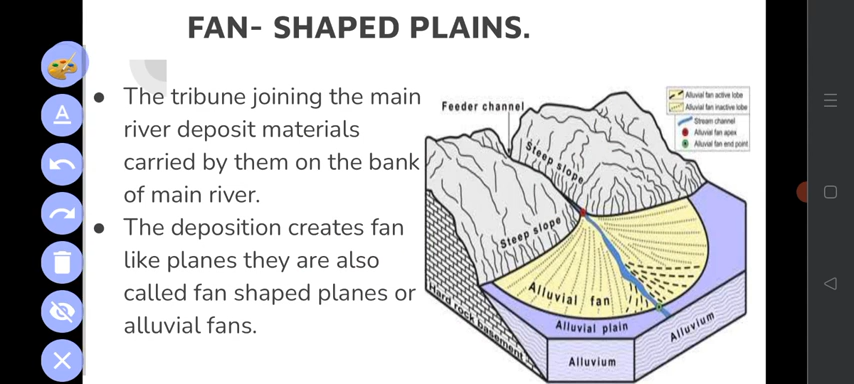 FAN- SHAPED PLAINS.
● The tribune joining the main
river deposit materials
carried by them on the bank
of main river.
● The deposition creates fan
like planes they are also
called fan shaped planes or
alluvial fans.
A
Feeder channel
Steep slope
Steep slope
Alluvial fan
Alluvial plain
Alluvium
Alluvium
Hard rock basement
Alluvial fan active lobe
Alluvial fan inactive lobe
Stream channel
Alluvial fan apex
Alluvial fan end point